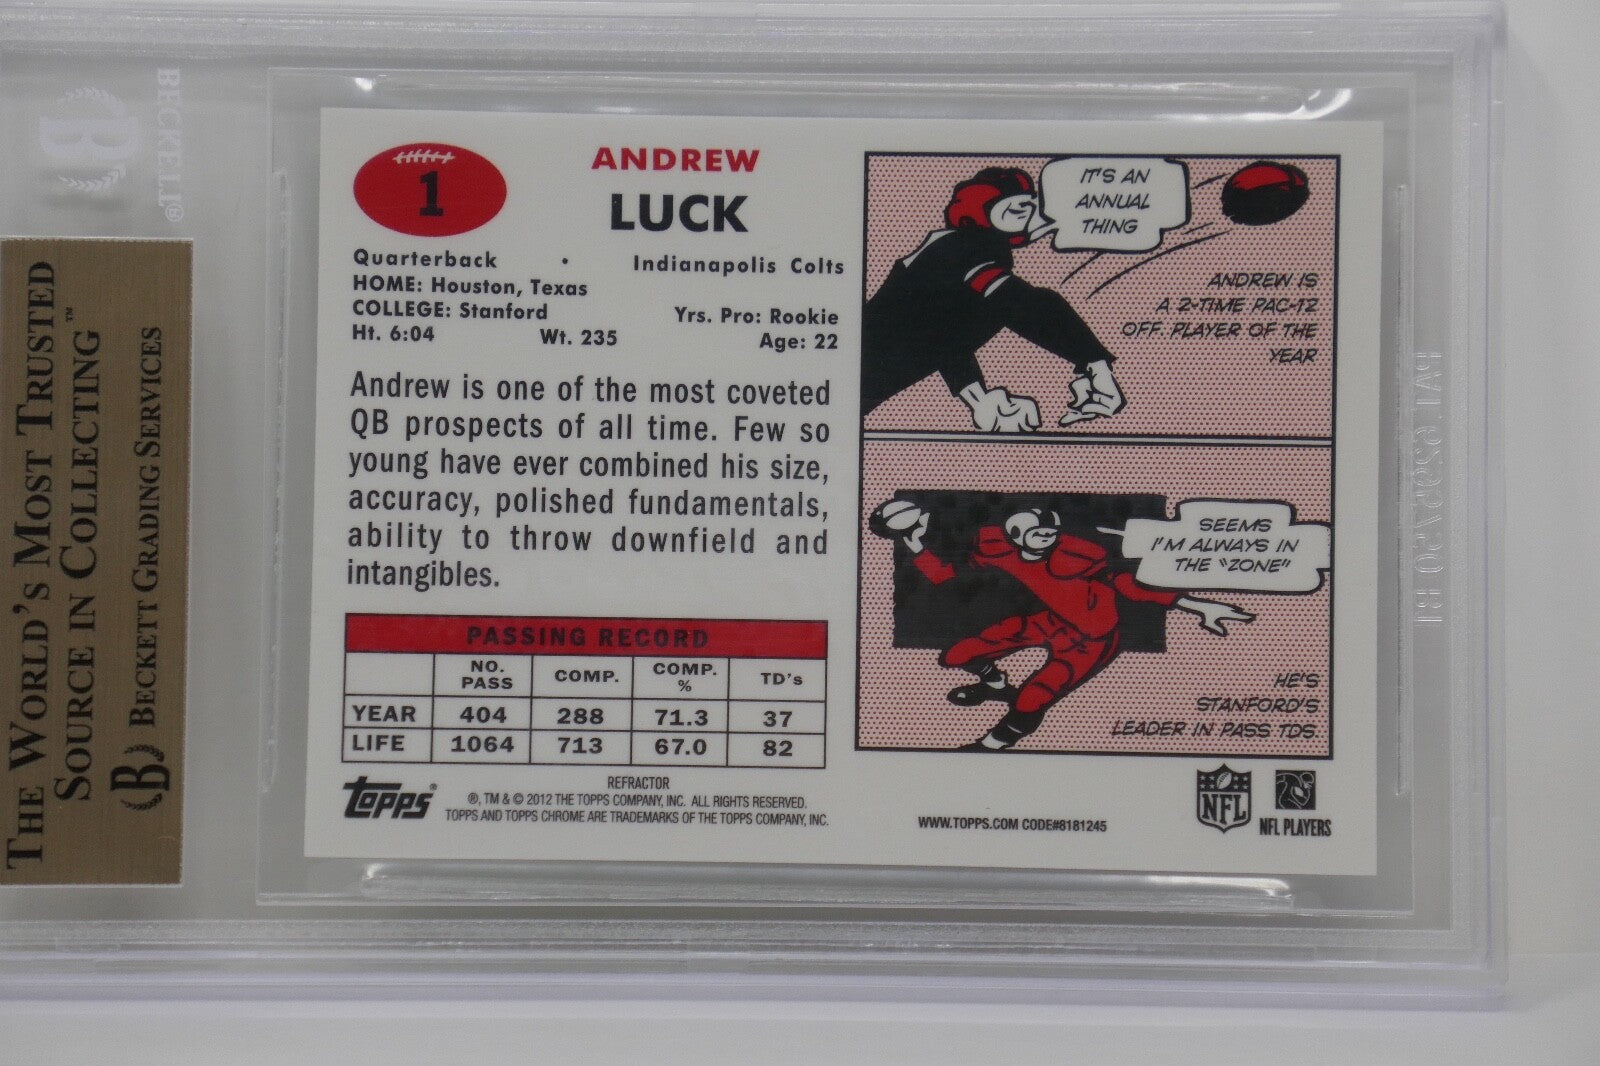 THE WORLD'S MOST TRUSTED
SOURCE IN COLLECTING™
B BECKETT GRADING SERVICES
B
BECKETT®
1
ANDREW
LUCK
Quarterback • Indianapolis Colts
HOME: Houston, Texas
COLLEGE: Stanford Yrs. Pro: Rookie
Ht. 6:04 Wt. 235 Age: 22
Andrew is one of the most coveted
QB prospects of all time. Few so
young have ever combined his size,
accuracy, polished fundamentals,
ability to throw downfield and
intangibles.
PASSING RECORD
NO. PASS COMP. COMP. % TD's
YEAR 404 288 71.3 37
LIFE 1064 713 67.0 82
Topps®
REFRACTOR
®, TM & © 2012 THE TOPPS COMPANY, INC. ALL RIGHTS RESERVED.
TOPPS AND TOPPS CHROME ARE TRADEMARKS OF THE TOPPS COMPANY, INC.
IT'S AN
ANNUAL
THING
ANDREW IS
A 2-TIME PAC-12
OFF. PLAYER OF THE
YEAR
SEEMS
I'M ALWAYS IN
THE "ZONE"
HE'S
STANFORD'S
LEADER IN PASS TDS
WWW.TOPPS.COM CODE#8181245
NFL
NFL PLAYERS